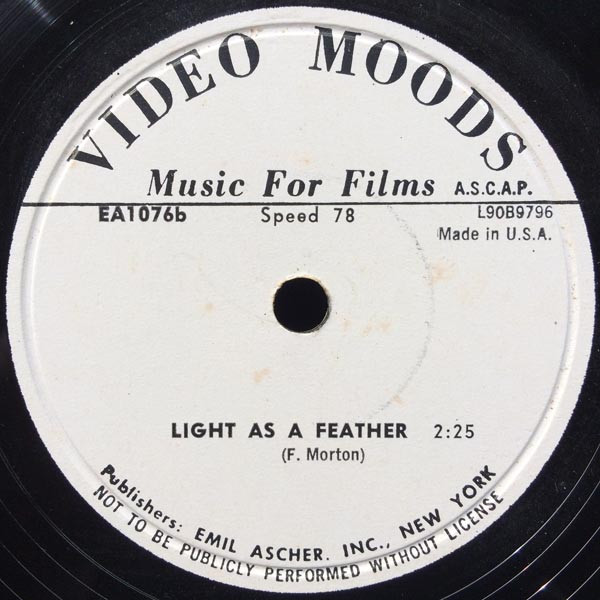 VIDEO MOODS
Music For Films A.S.C.A.P.
EA1076b Speed 78 L90B9796
Made in U.S.A.
LIGHT AS A FEATHER 2:25
(F. Morton)
Publishers: EMIL ASCHER. INC., NEW YORK
NOT TO BE PUBLICLY PERFORMED WITHOUT LICENSE